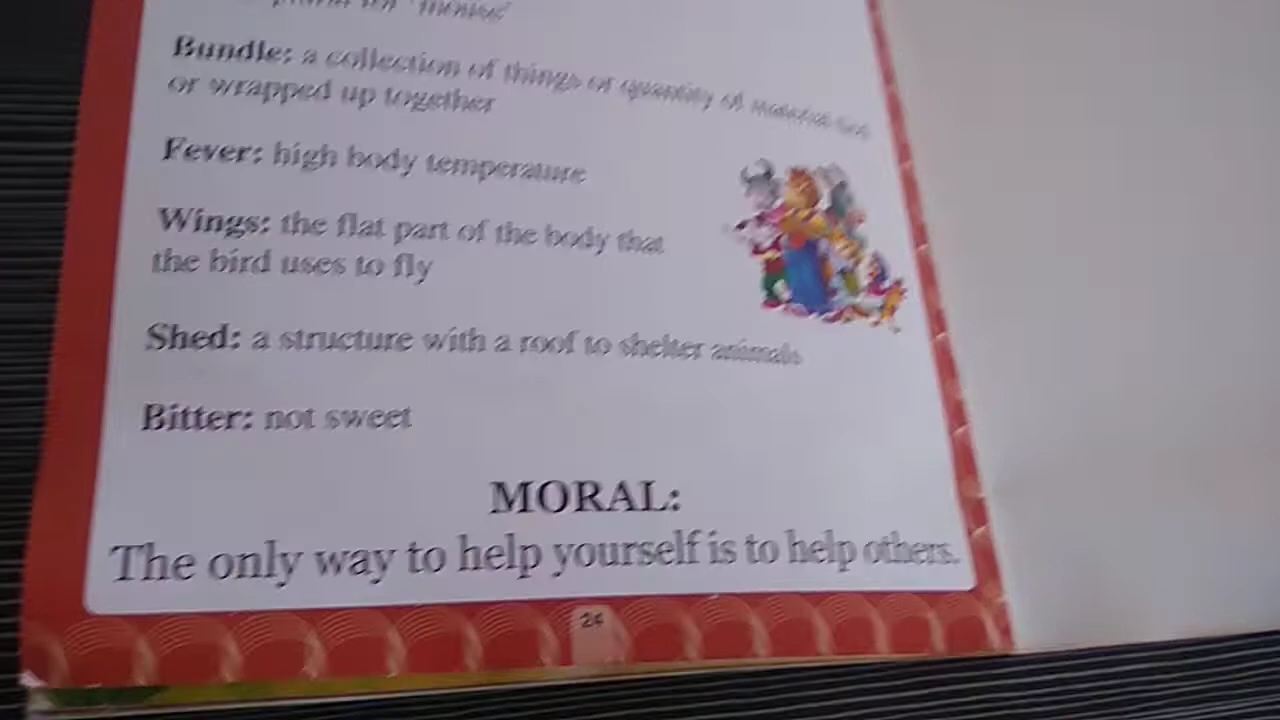 Bundle: a collection of things or quantity of material
or wrapped up together
Fever: high body temperature
Wings: the flat part of the body that
the bird uses to fly
Shed: a structure with a roof to shelter animals
Bitter: not sweet
MORAL:
The only way to help yourself is to help others.